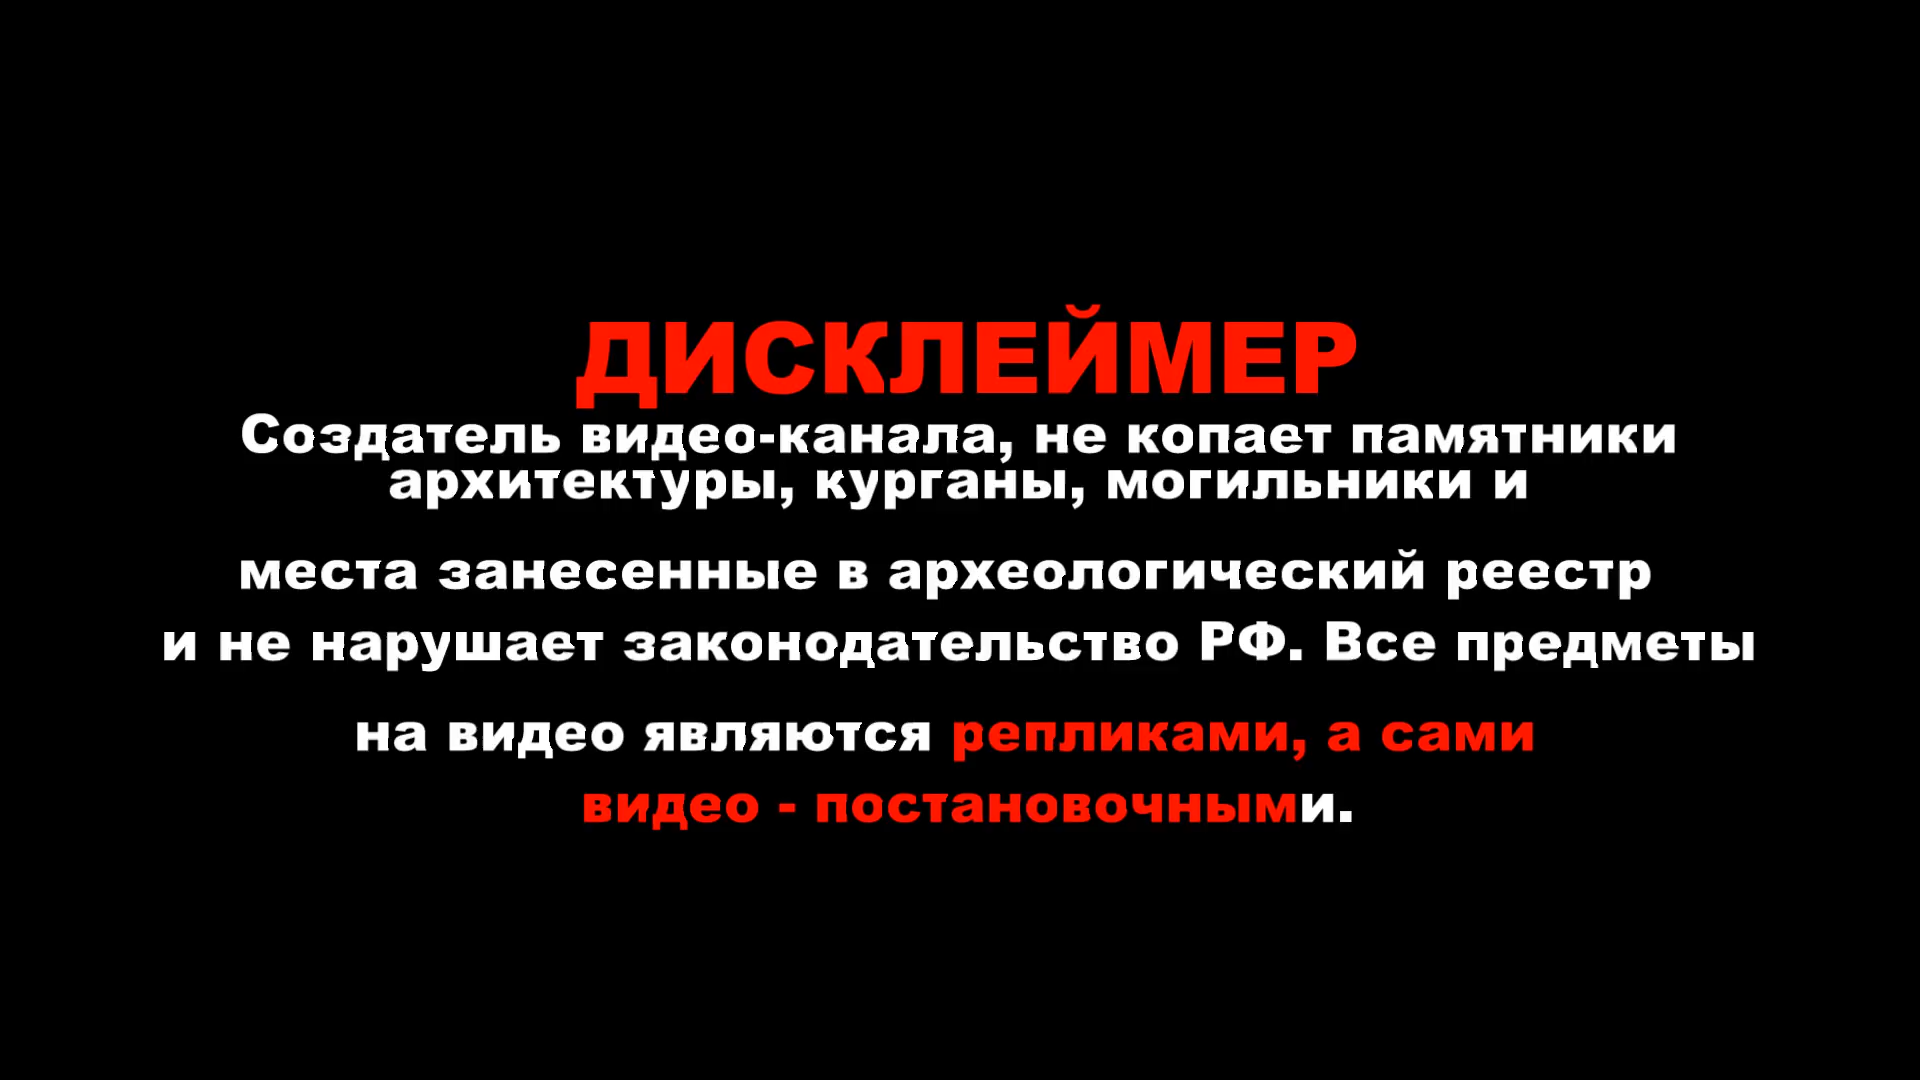 ДИСКЛЕЙМЕР
Создатель видео-канала, не копает памятники
архитектуры, курганы, могильники и
места занесенные в археологический реестр
и не нарушает законодательство РФ. Все предметы
на видео являются репликами, а сами
видео - постановочными.